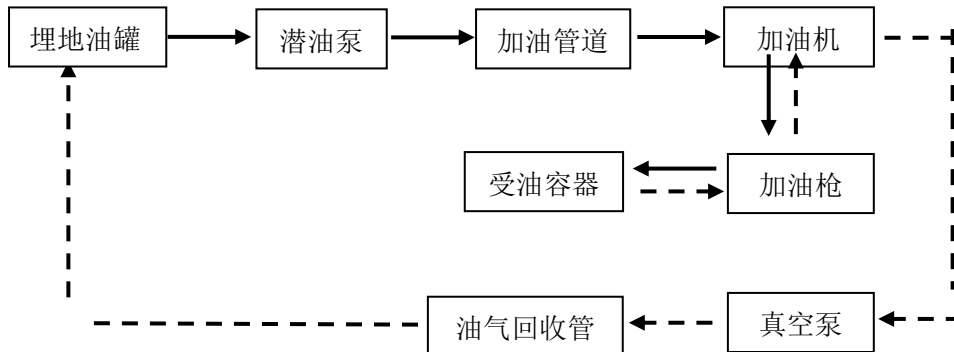 埋地油罐
潜油泵
加油管道
加油机
受油容器
加油枪
油气回收管
真空泵